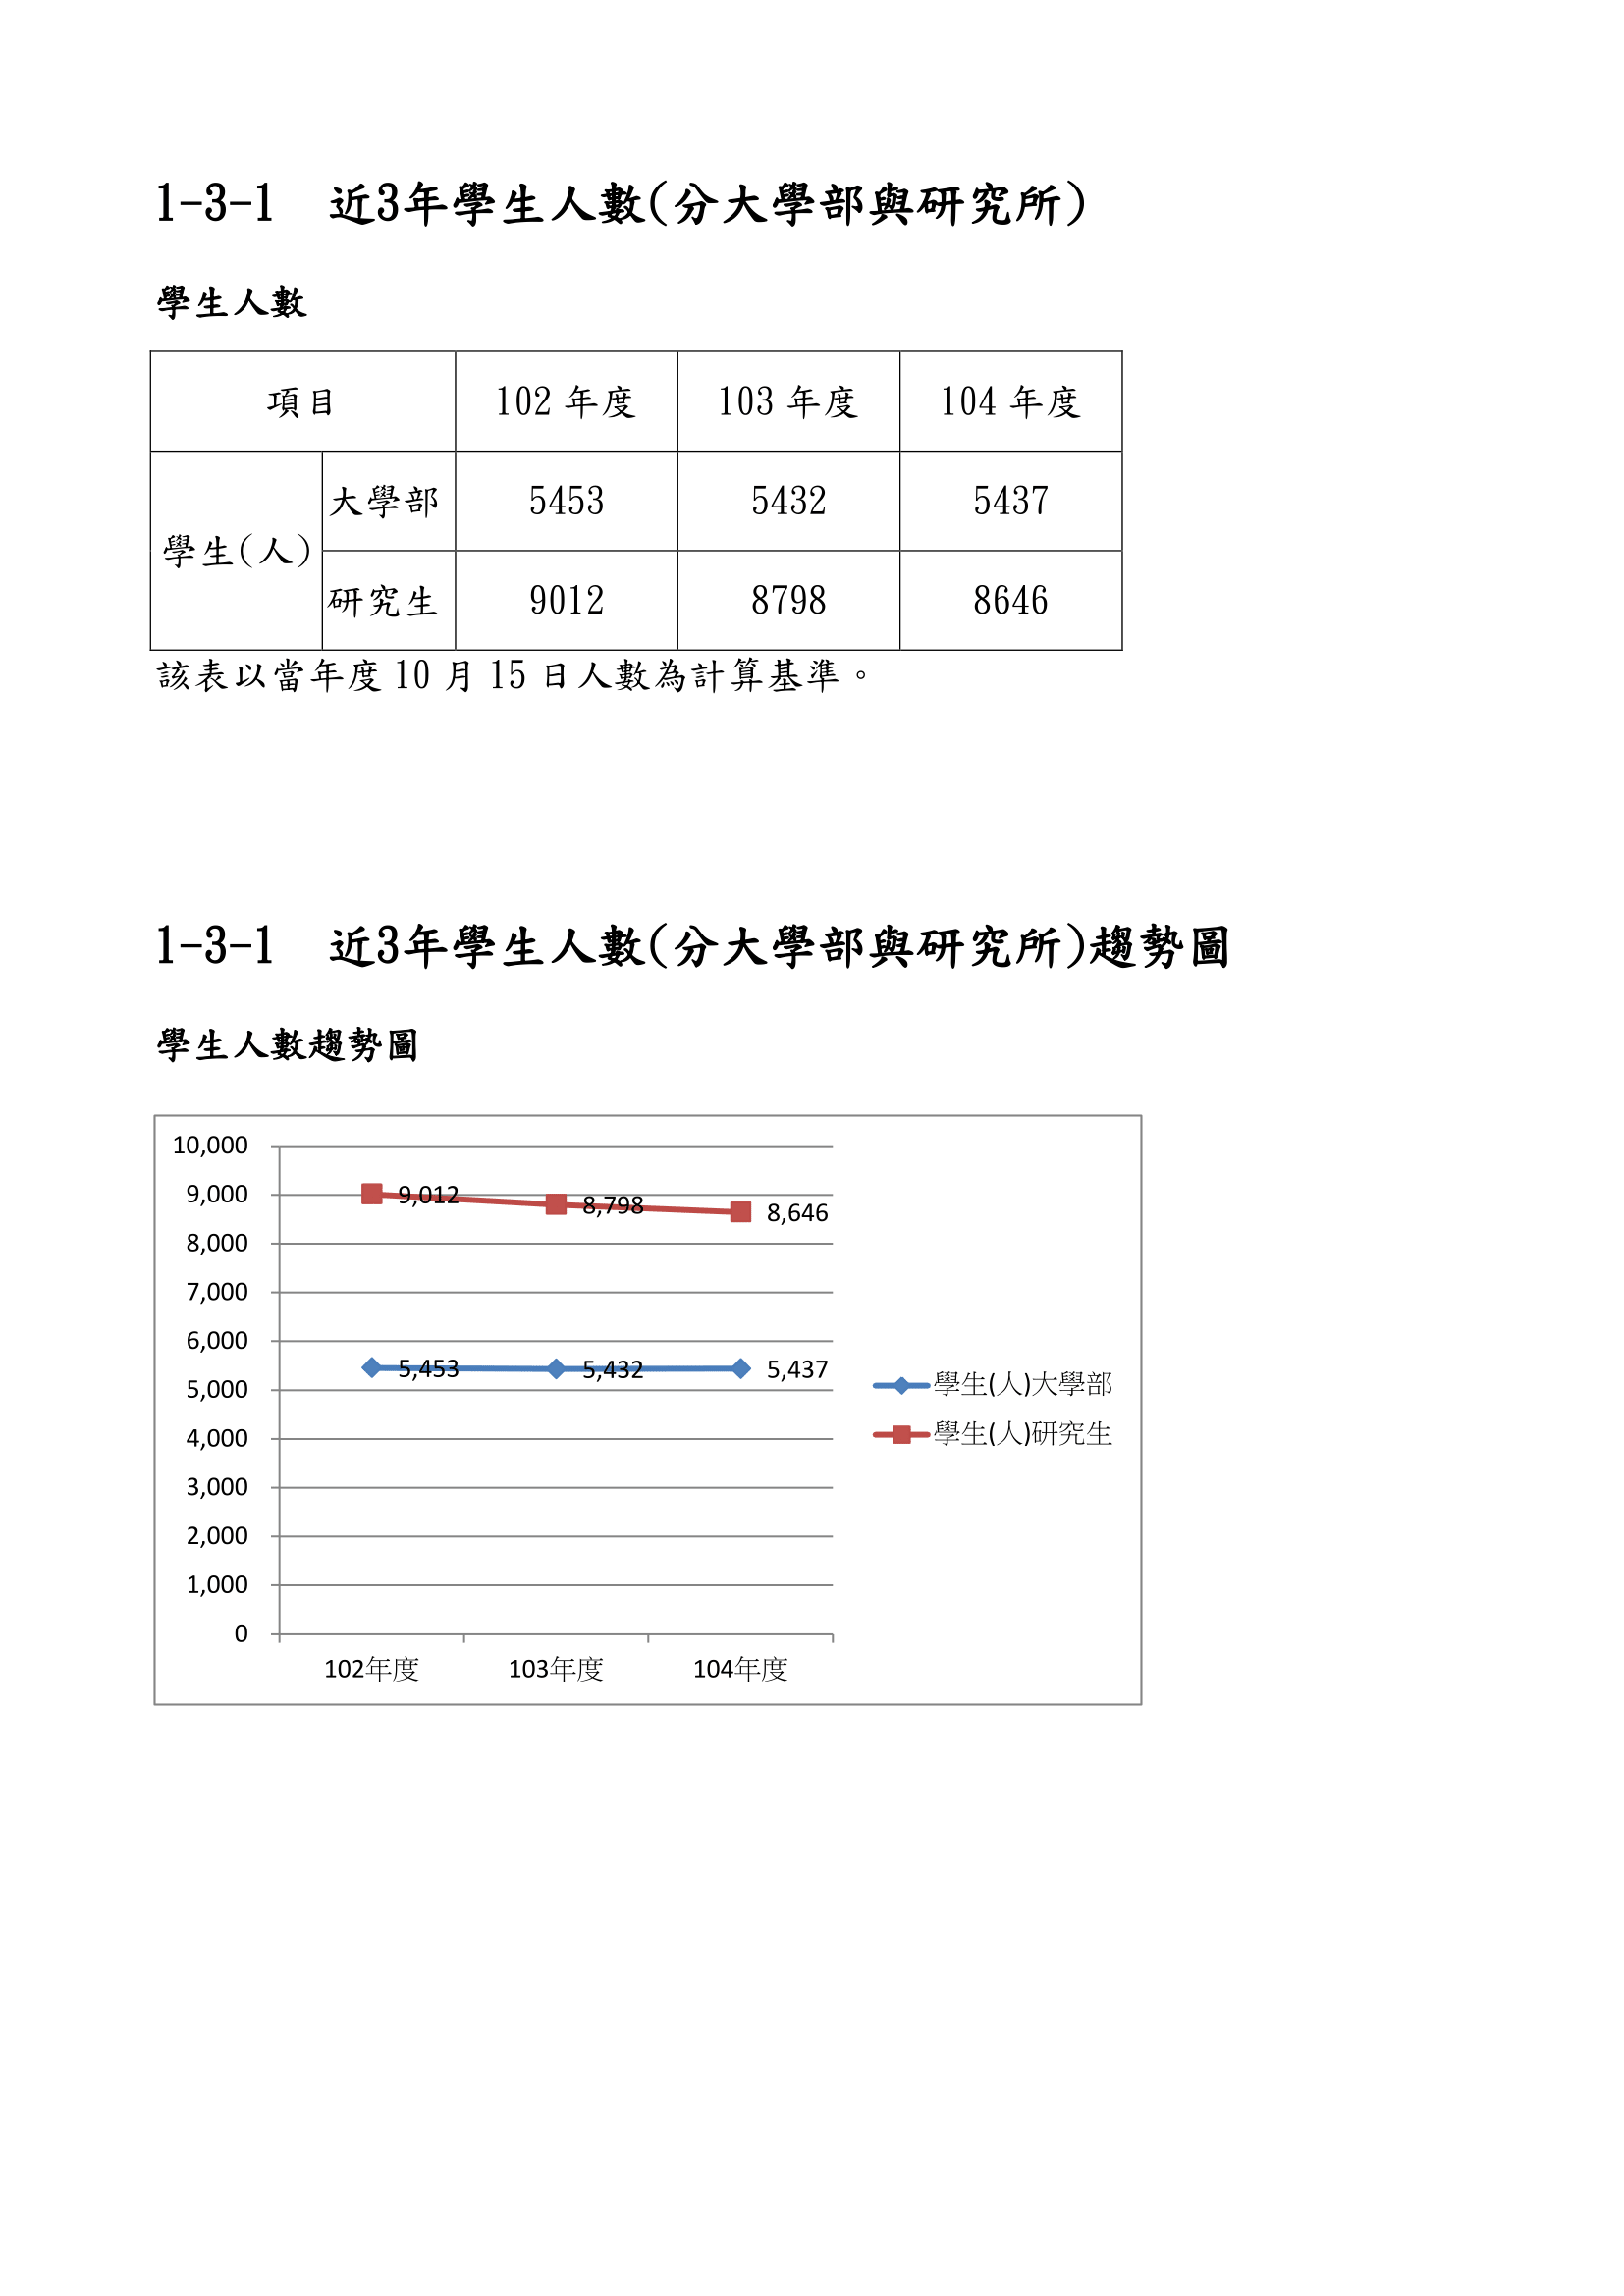 1-3-1 近3年學生人數(分大學部與研究所)
學生人數
項目 102 年度 103 年度 104 年度
學生(人) 大學部 5453 5432 5437
研究生 9012 8798 8646
該表以當年度 10 月 15 日人數為計算基準。
1-3-1 近3年學生人數(分大學部與研究所)趨勢圖
學生人數趨勢圖
10,000
9,000 9,012 8,798 8,646
8,000
7,000
6,000
5,453 5,432 5,437
5,000
學生(人)大學部
4,000
學生(人)研究生
3,000
2,000
1,000
0
102年度 103年度 104年度